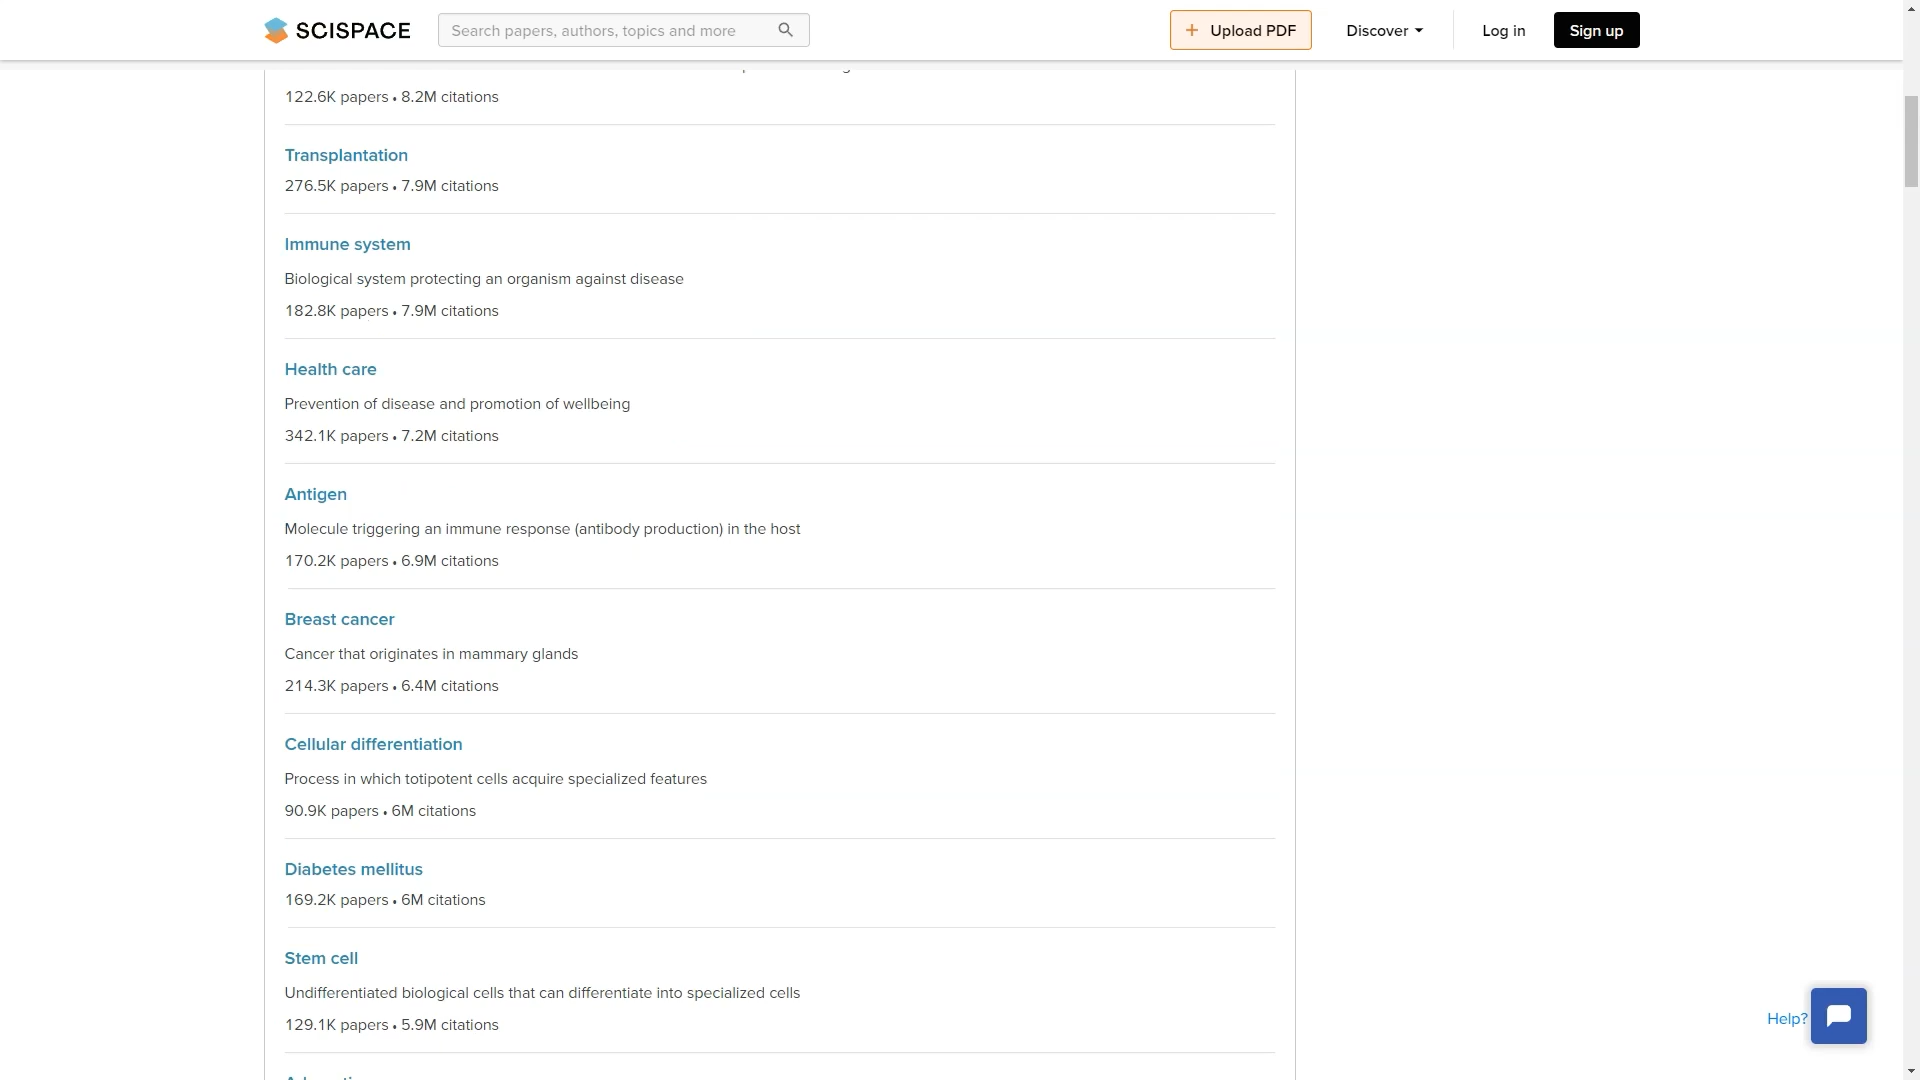 SCISPACE
Search papers, authors, topics and more
Upload PDF
Discover
Log in
Sign up
122.6K papers • 8.2M citations
Transplantation
276.5K papers • 7.9M citations
Immune system
Biological system protecting an organism against disease
182.8K papers • 7.9M citations
Health care
Prevention of disease and promotion of wellbeing
342.1K papers • 7.2M citations
Antigen
Molecule triggering an immune response (antibody production) in the host
170.2K papers • 6.9M citations
Breast cancer
Cancer that originates in mammary glands
214.3K papers • 6.4M citations
Cellular differentiation
Process in which totipotent cells acquire specialized features
90.9K papers • 6M citations
Diabetes mellitus
169.2K papers • 6M citations
Stem cell
Undifferentiated biological cells that can differentiate into specialized cells
129.1K papers • 5.9M citations
Help?